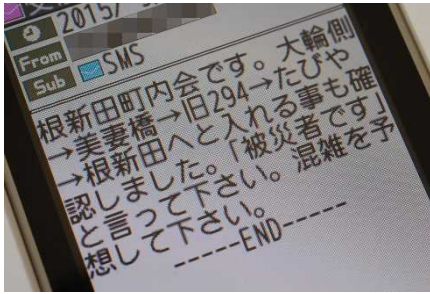 2015/
From
Sub SMS
根新田町内会です。大輪側
→美妻橋→旧294→たびや
→根新田へと入れる事も確
認しました。「被災者です」
と言って下さい。混雑を予
想して下さい。
-----END-----